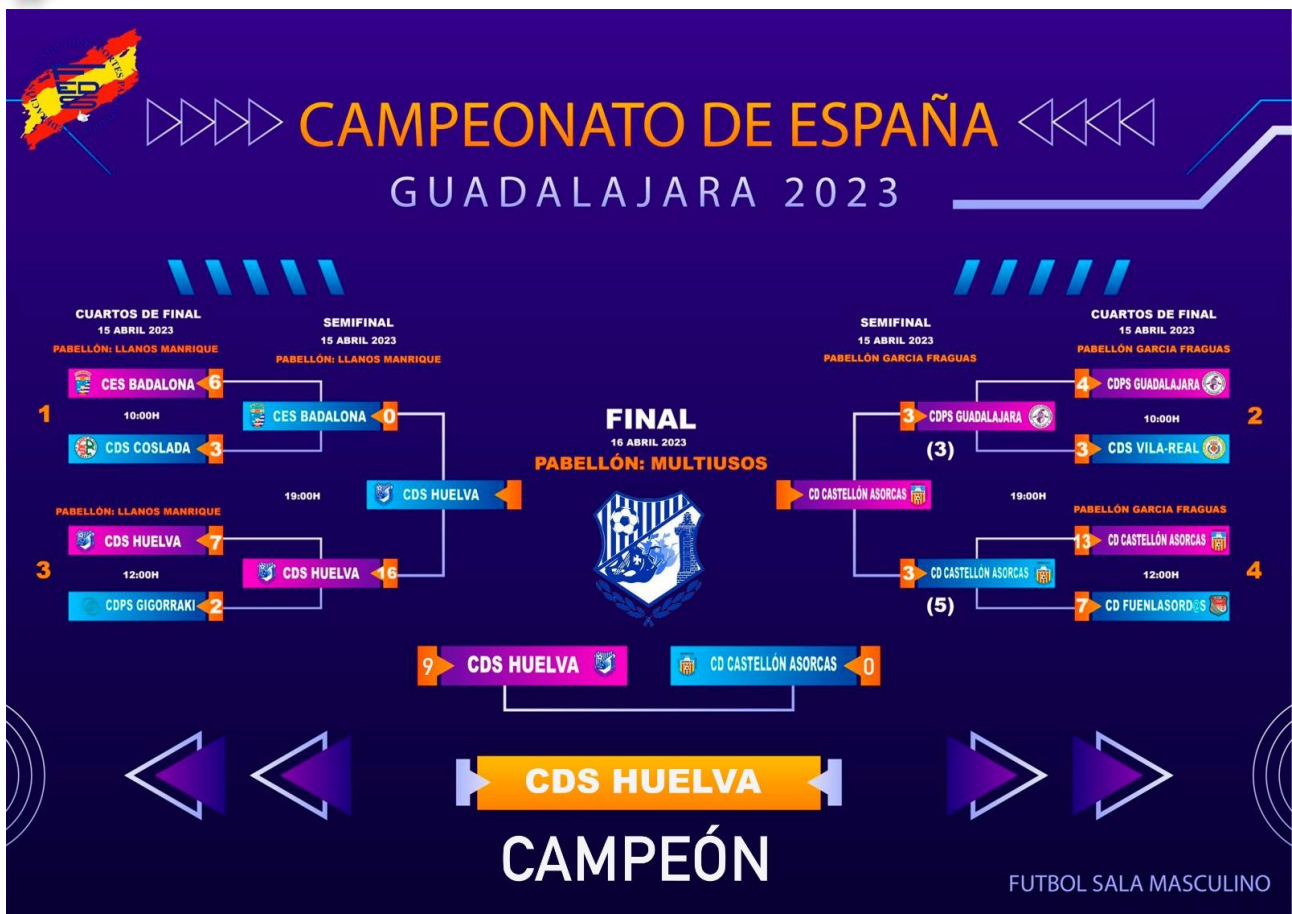 FEDS
CAMPEONATO DE ESPAÑA
GUADALAJARA 2023
CUARTOS DE FINAL
15 ABRIL 2023
PABELLÓN: LLANOS MANRIQUE
SEMIFINAL
15 ABRIL 2023
PABELLÓN: LLANOS MANRIQUE
1
CES BADALONA 6
10:00H
CDS COSLADA 3
CES BADALONA 0
19:00H
CDS HUELVA
PABELLÓN: LLANOS MANRIQUE
3
CDS HUELVA 7
12:00H
CDPS GIGORRAKI 2
CDS HUELVA 16
FINAL
16 ABRIL 2023
PABELLÓN: MULTIUSOS
SEMIFINAL
15 ABRIL 2023
PABELLÓN GARCIA FRAGUAS
CUARTOS DE FINAL
15 ABRIL 2023
PABELLÓN GARCIA FRAGUAS
4 CDPS GUADALAJARA
10:00H
2
3 CDS VILA-REAL
3 CDPS GUADALAJARA
(3)
CD CASTELLÓN ASORCAS
19:00H
PABELLÓN GARCIA FRAGUAS
13 CD CASTELLÓN ASORCAS
12:00H
4
7 CD FUENLASORD@S
3 CD CASTELLÓN ASORCAS
(5)
9 CDS HUELVA
CD CASTELLÓN ASORCAS 0
CDS HUELVA
CAMPEÓN
FUTBOL SALA MASCULINO